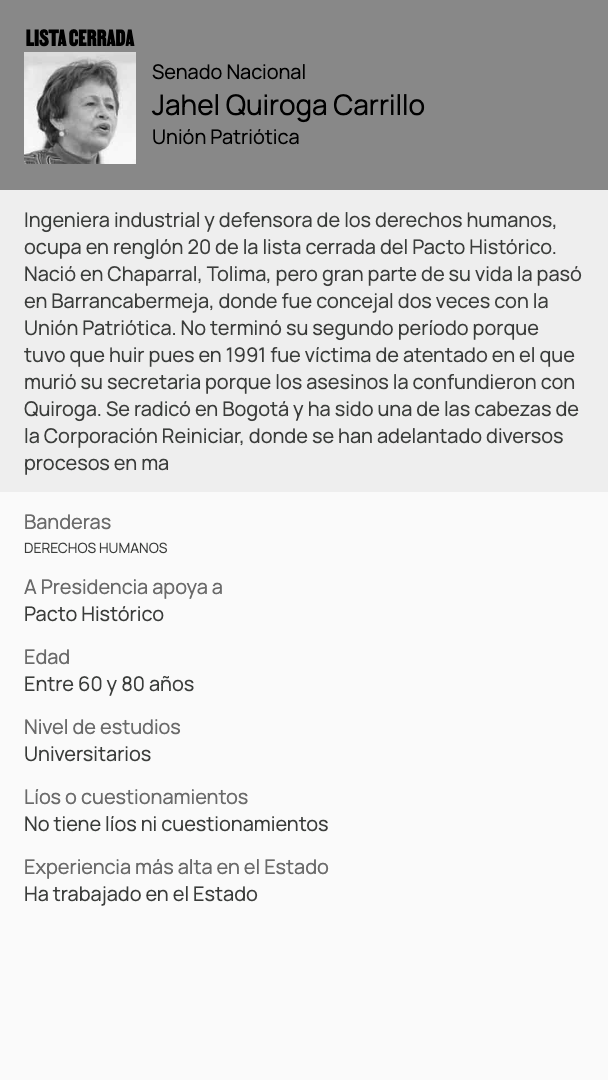 LISTA CERRADA
Senado Nacional
Jahel Quiroga Carrillo
Unión Patriótica
Ingeniera industrial y defensora de los derechos humanos,
ocupa en renglón 20 de la lista cerrada del Pacto Histórico.
Nació en Chaparral, Tolima, pero gran parte de su vida la pasó
en Barrancabermeja, donde fue concejal dos veces con la
Unión Patriótica. No terminó su segundo período porque
tuvo que huir pues en 1991 fue víctima de atentado en el que
murió su secretaria porque los asesinos la confundieron con
Quiroga. Se radicó en Bogotá y ha sido una de las cabezas de
la Corporación Reiniciar, donde se han adelantado diversos
procesos en ma
Banderas
DERECHOS HUMANOS
A Presidencia apoya a
Pacto Histórico
Edad
Entre 60 y 80 años
Nivel de estudios
Universitarios
Líos o cuestionamientos
No tiene líos ni cuestionamientos
Experiencia más alta en el Estado
Ha trabajado en el Estado